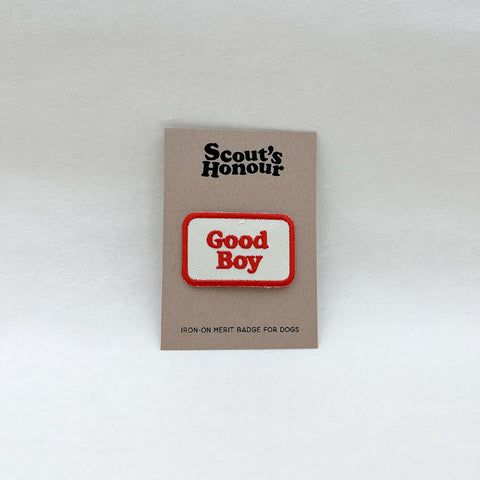 Scout's
Honour
Good
Boy
IRON-ON MERIT BADGE FOR DOGS